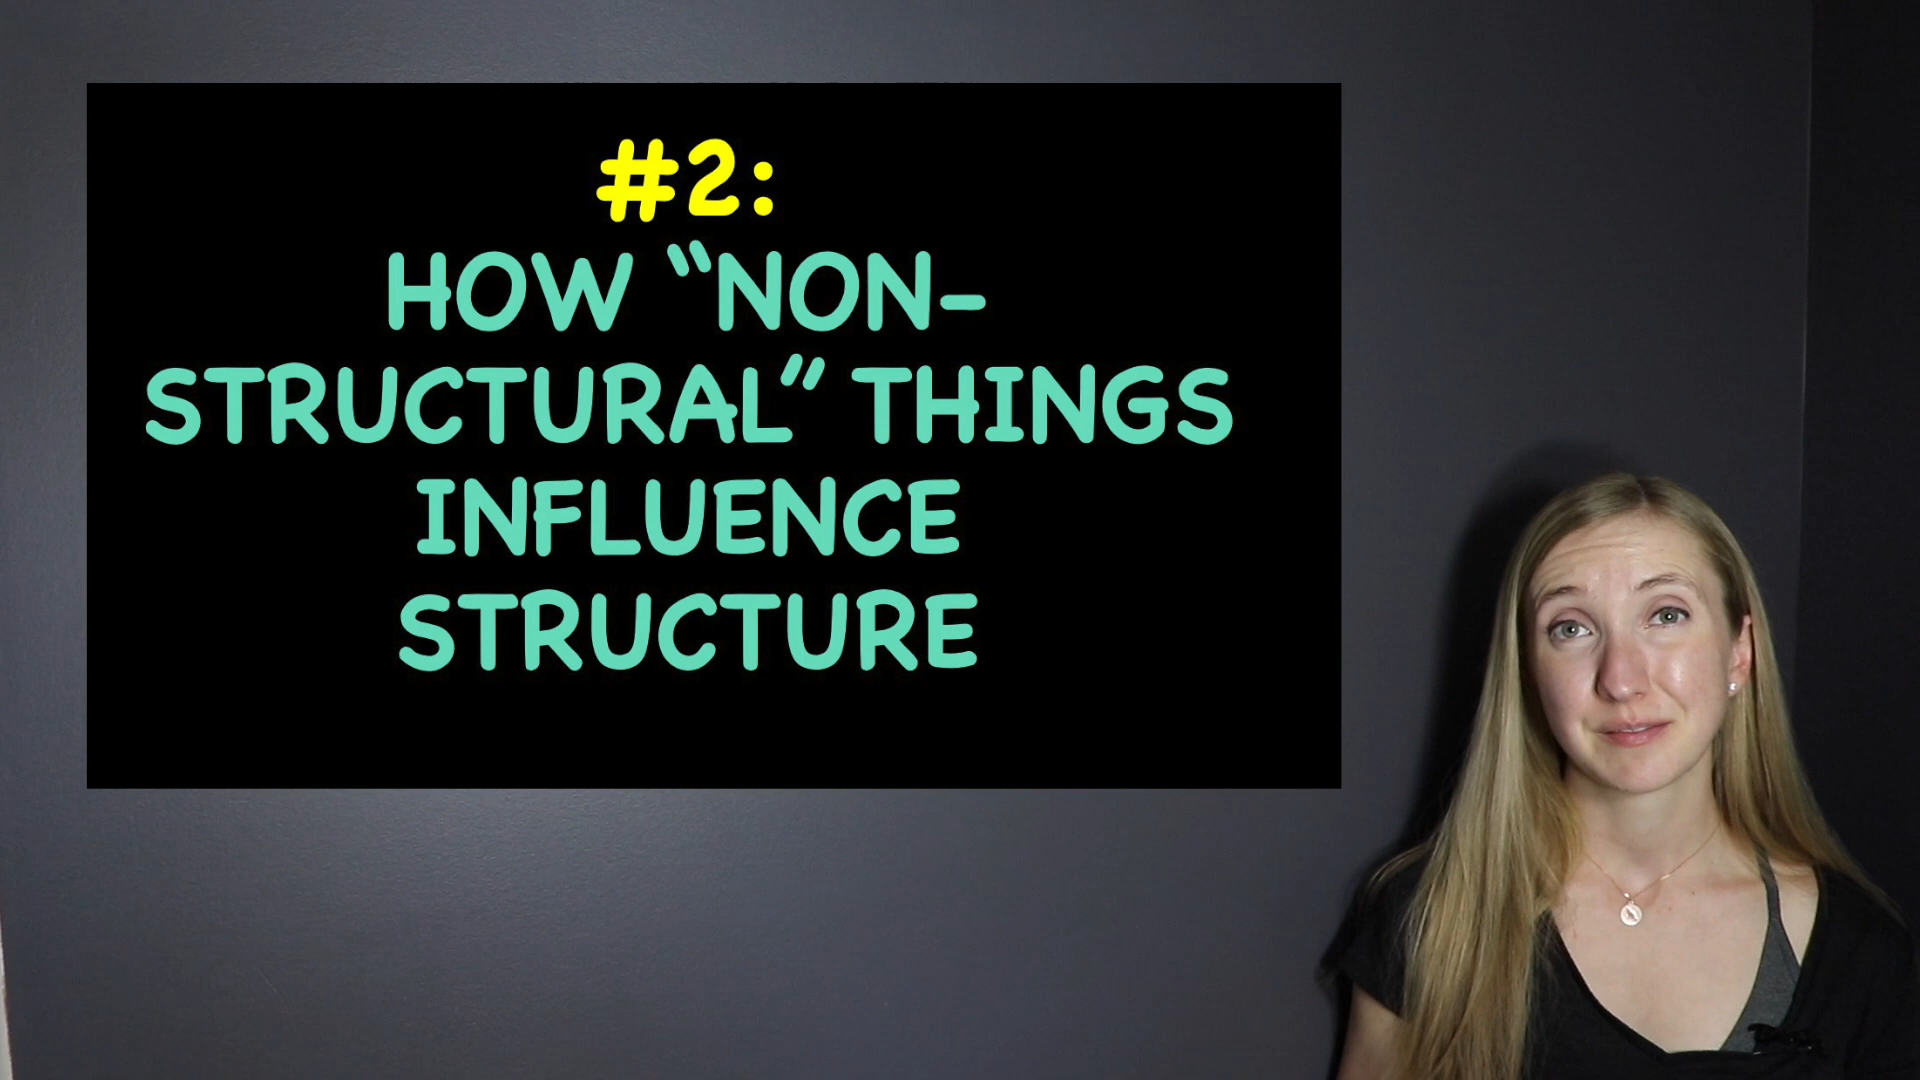 #2:
HOW “NON-
STRUCTURAL” THINGS
INFLUENCE
STRUCTURE